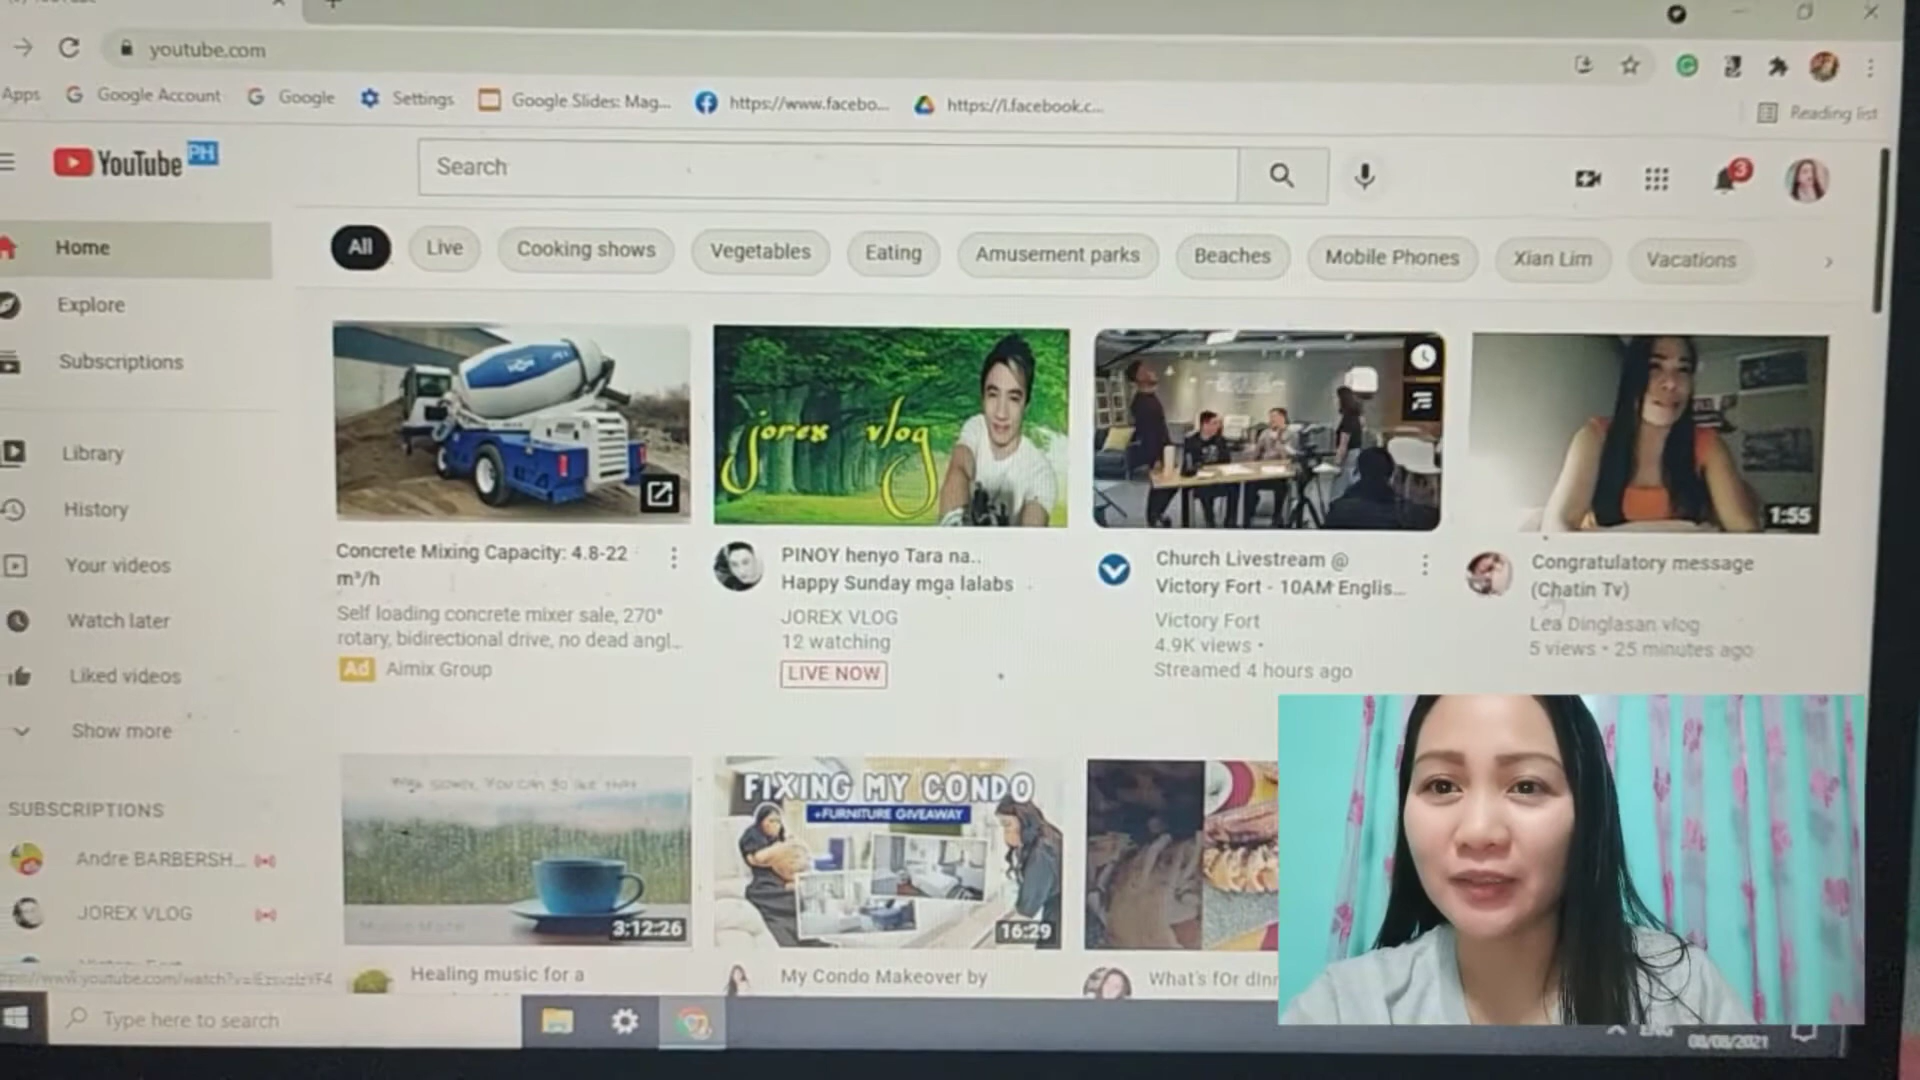 youtube.com
Apps
Google Account
Google
Settings
Google Slides: Mag...
https://www.facebo...
https://l.facebook.c...
Reading list
YouTube PH
Search
3
Home
Explore
Subscriptions
Library
History
Your videos
Watch later
Liked videos
Show more
SUBSCRIPTIONS
Andre BARBERSH...
JOREX VLOG
All
Live
Cooking shows
Vegetables
Eating
Amusement parks
Beaches
Mobile Phones
Xian Lim
Vacations
Concrete Mixing Capacity: 4.8-22
m³/h
Self loading concrete mixer sale, 270°
rotary, bidirectional drive, no dead angl...
Ad Aimix Group
jorex vlog
PINOY henyo Tara na..
Happy Sunday mga lalabs
JOREX VLOG
12 watching
LIVE NOW
Church Livestream @
Victory Fort - 10AM Englis...
Victory Fort
4.9K views •
Streamed 4 hours ago
1:55
Congratulatory message
(Chatin Tv)
Lea Dinglasan vlog
5 views • 25 minutes ago
3:12:26
Healing music for a
FIXING MY CONDO
+FURNITURE GIVEAWAY
16:29
My Condo Makeover by
What's fOr dIn
Type here to search
ENG
08/08/2021